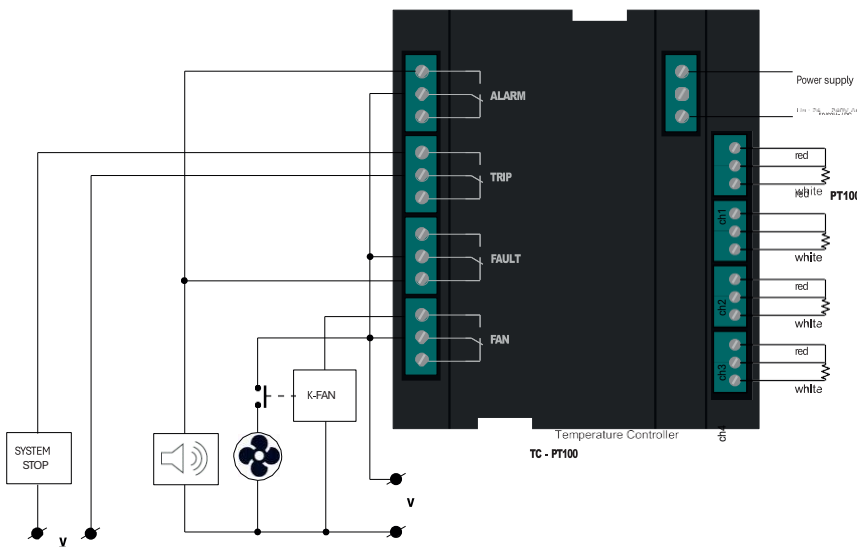 ALARM
TRIP
FAULT
FAN
Power supply
red
white
red
PT100
ch1
white
red
ch2
white
red
ch3
white
ch4
K-FAN
SYSTEM
STOP
Temperature Controller
TC - PT100
V
V